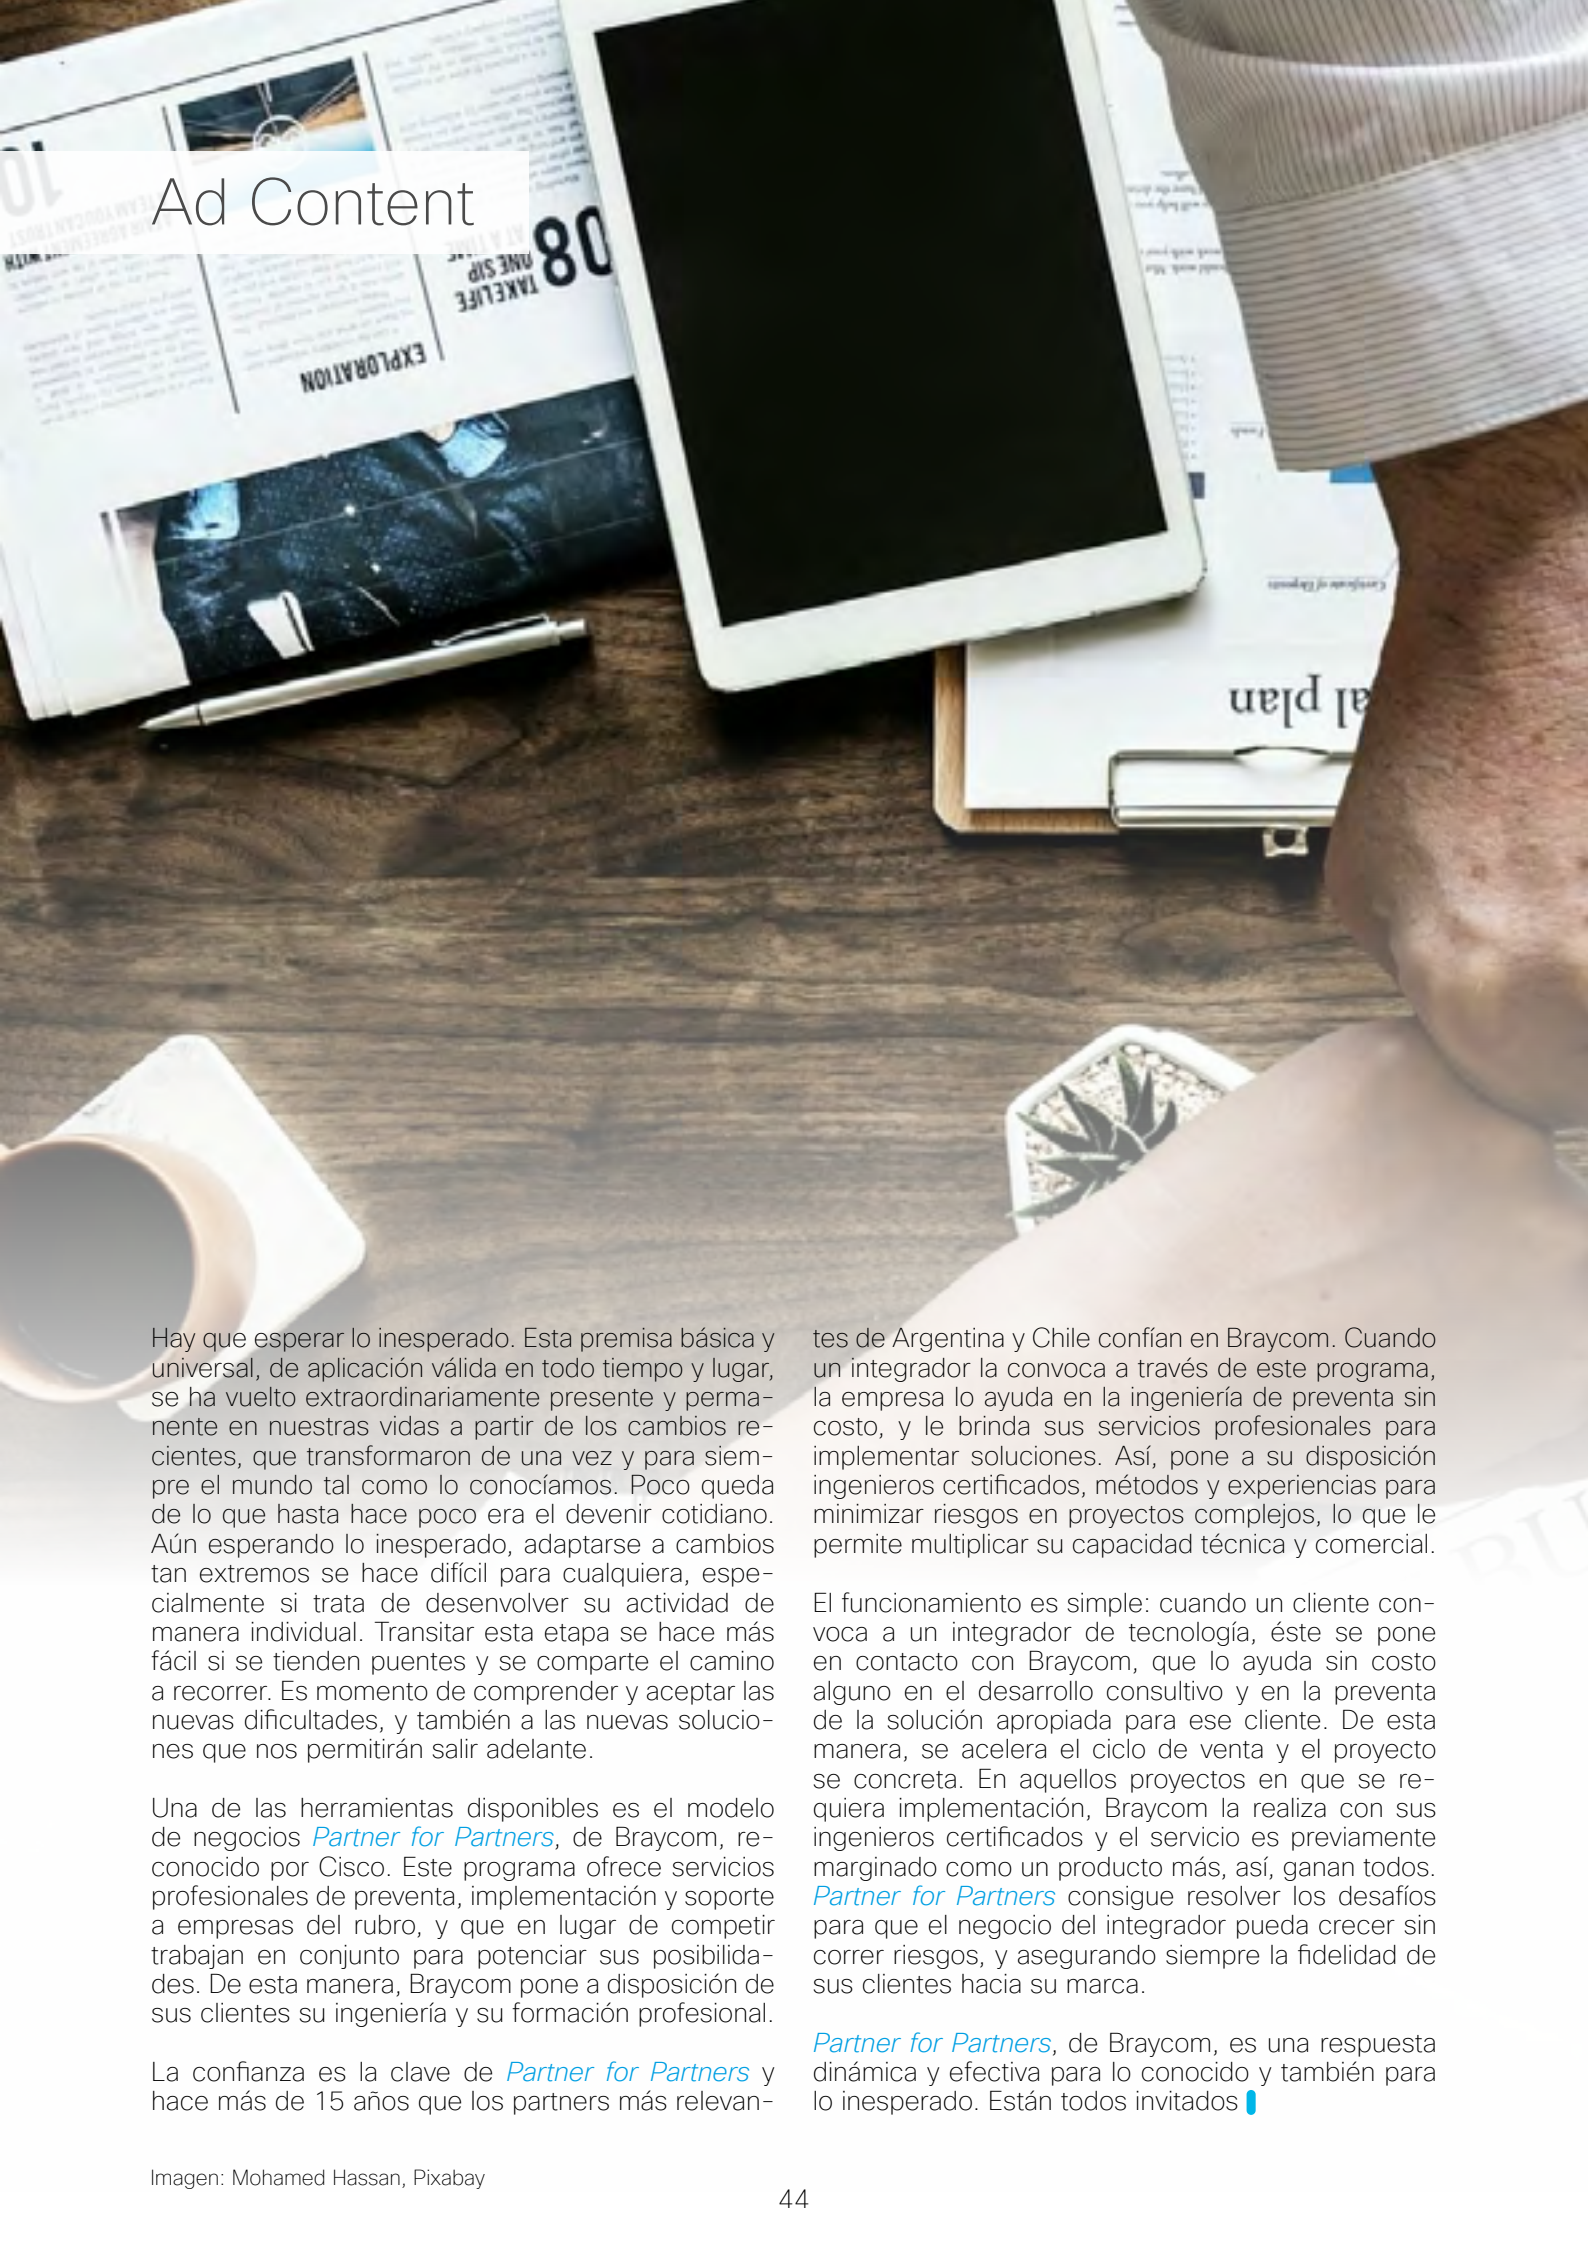 Ad Content
10
08
TAKE LIFE
ONE SIP
AT A TIME
EXPLORATION
Certificate of Deposits
al plan
Hay que esperar lo inesperado. Esta premisa básica y
universal, de aplicación válida en todo tiempo y lugar,
se ha vuelto extraordinariamente presente y perma-
nente en nuestras vidas a partir de los cambios re-
cientes, que transformaron de una vez y para siem-
pre el mundo tal como lo conocíamos. Poco queda
de lo que hasta hace poco era el devenir cotidiano.
Aún esperando lo inesperado, adaptarse a cambios
tan extremos se hace difícil para cualquiera, espe-
cialmente si trata de desenvolver su actividad de
manera individual. Transitar esta etapa se hace más
fácil si se tienden puentes y se comparte el camino
a recorrer. Es momento de comprender y aceptar las
nuevas dificultades, y también a las nuevas solucio-
nes que nos permitirán salir adelante.
Una de las herramientas disponibles es el modelo
de negocios Partner for Partners, de Braycom, re-
conocido por Cisco. Este programa ofrece servicios
profesionales de preventa, implementación y soporte
a empresas del rubro, y que en lugar de competir
trabajan en conjunto para potenciar sus posibilida-
des. De esta manera, Braycom pone a disposición de
sus clientes su ingeniería y su formación profesional.
La confianza es la clave de Partner for Partners y
hace más de 15 años que los partners más relevan-
tes de Argentina y Chile confían en Braycom. Cuando
un integrador la convoca a través de este programa,
la empresa lo ayuda en la ingeniería de preventa sin
costo, y le brinda sus servicios profesionales para
implementar soluciones. Así, pone a su disposición
ingenieros certificados, métodos y experiencias para
minimizar riesgos en proyectos complejos, lo que le
permite multiplicar su capacidad técnica y comercial.
El funcionamiento es simple: cuando un cliente con-
voca a un integrador de tecnología, éste se pone
en contacto con Braycom, que lo ayuda sin costo
alguno en el desarrollo consultivo y en la preventa
de la solución apropiada para ese cliente. De esta
manera, se acelera el ciclo de venta y el proyecto
se concreta. En aquellos proyectos en que se re-
quiera implementación, Braycom la realiza con sus
ingenieros certificados y el servicio es previamente
marginado como un producto más, así, ganan todos.
Partner for Partners consigue resolver los desafíos
para que el negocio del integrador pueda crecer sin
correr riesgos, y asegurando siempre la fidelidad de
sus clientes hacia su marca.
Partner for Partners, de Braycom, es una respuesta
dinámica y efectiva para lo conocido y también para
lo inesperado. Están todos invitados
Imagen: Mohamed Hassan, Pixabay
44